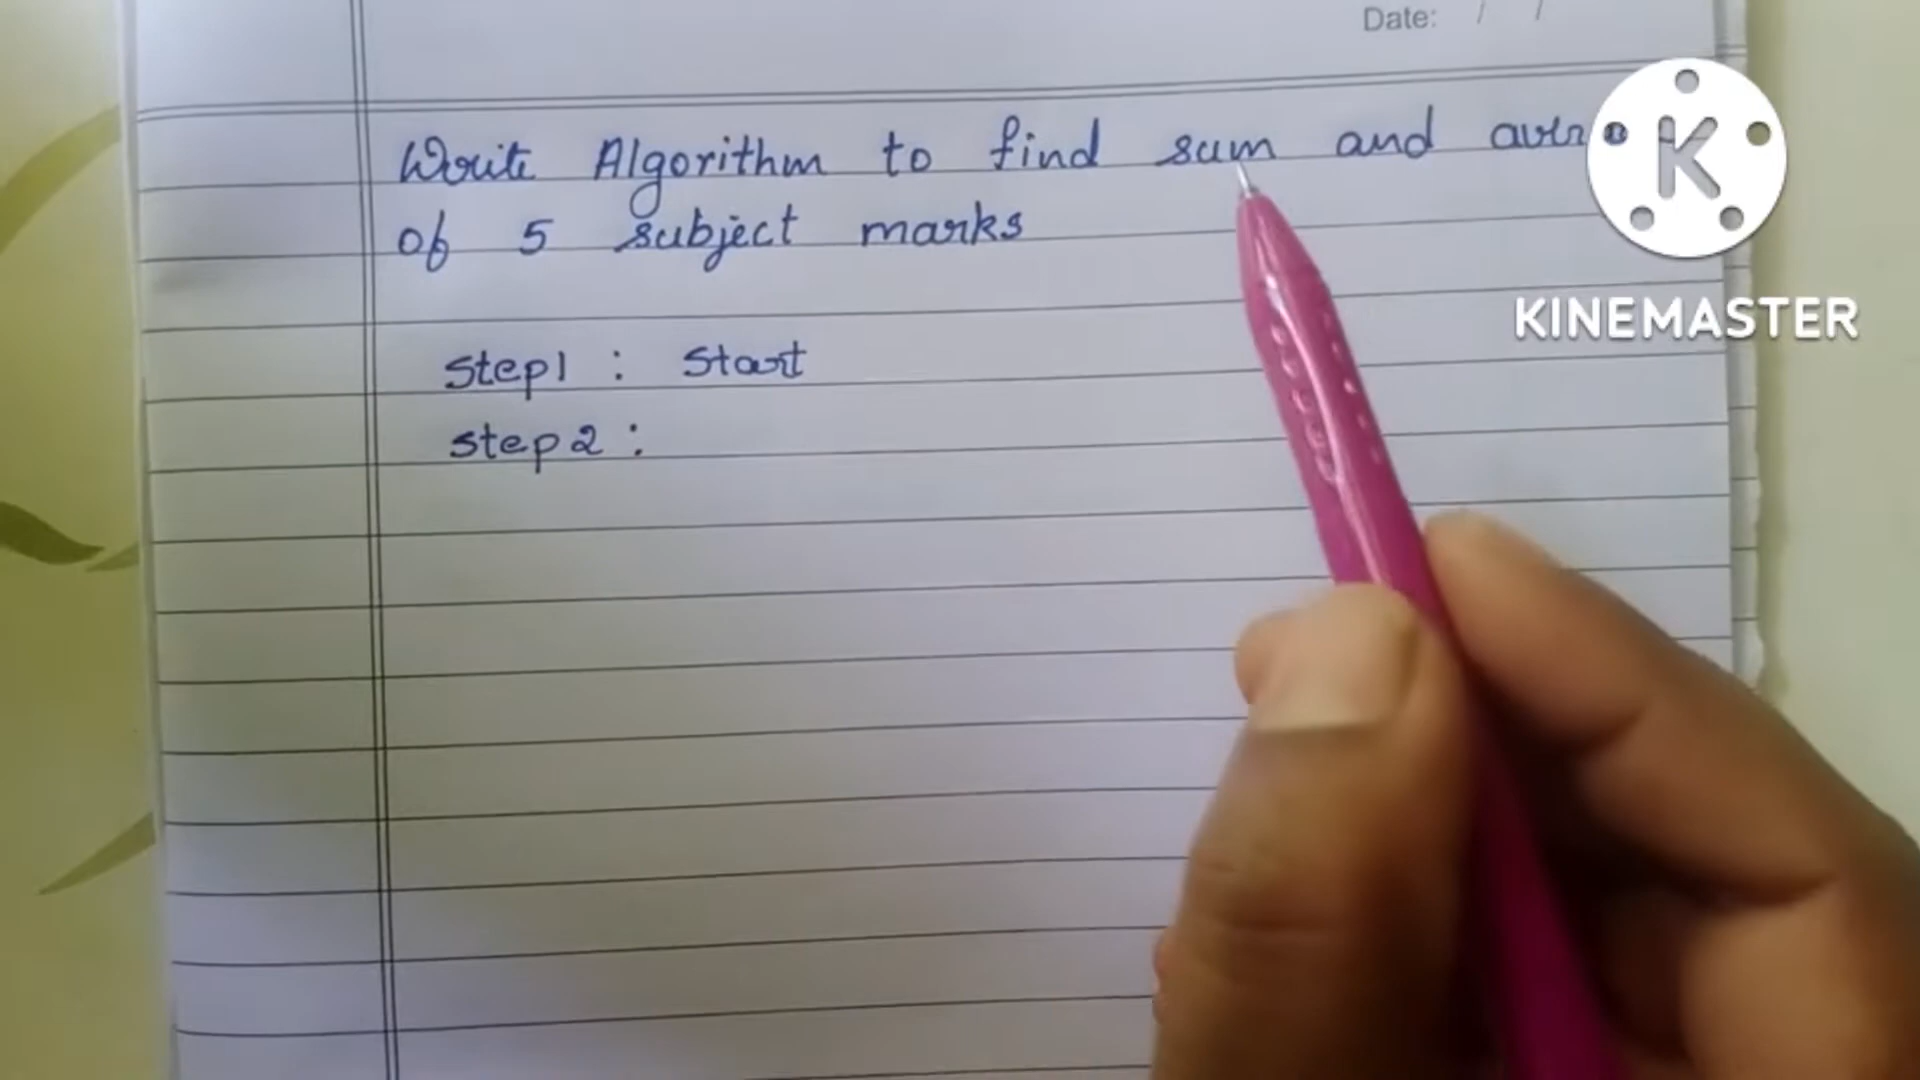 Date: / /
Write Algorithm to find sum and
of 5 subject marks
KINEMASTER
Step1 : Start
Step2 :